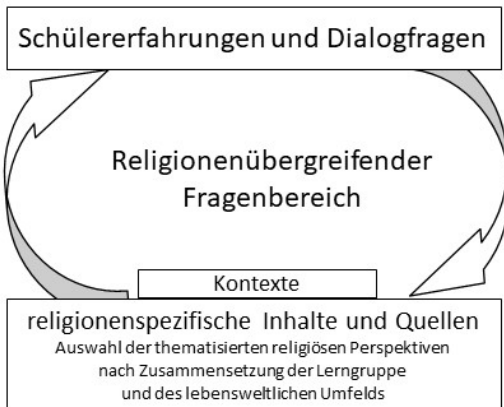 Schülererfahrungen und Dialogfragen
Religionenübergreifender
Fragenbereich
Kontexte
religionenspezifische Inhalte und Quellen
Auswahl der thematisierten religiösen Perspektiven
nach Zusammensetzung der Lerngruppe
und des lebensweltlichen Umfelds